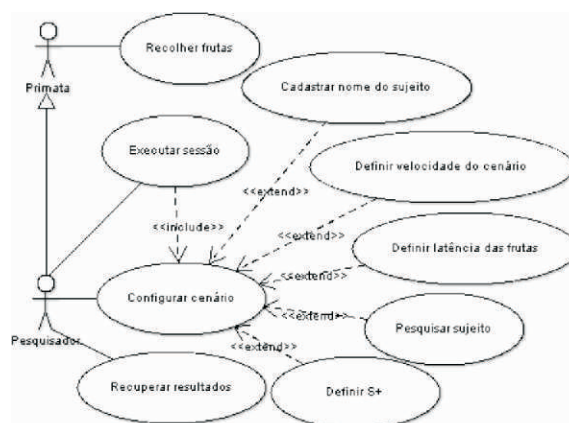 Recolher frutas
Primata
Cadastrar nome do sujeito
Executar sessão
Definir velocidade do cenário
<<extend>>
<<include>>
<<extend>>
Definir latência das frutas
<<extend>>
Configurar cenário
<<extend>>
Pesquisar sujeito
Pesquisador
<<extend>>
Recuperar resultados
Definir S+